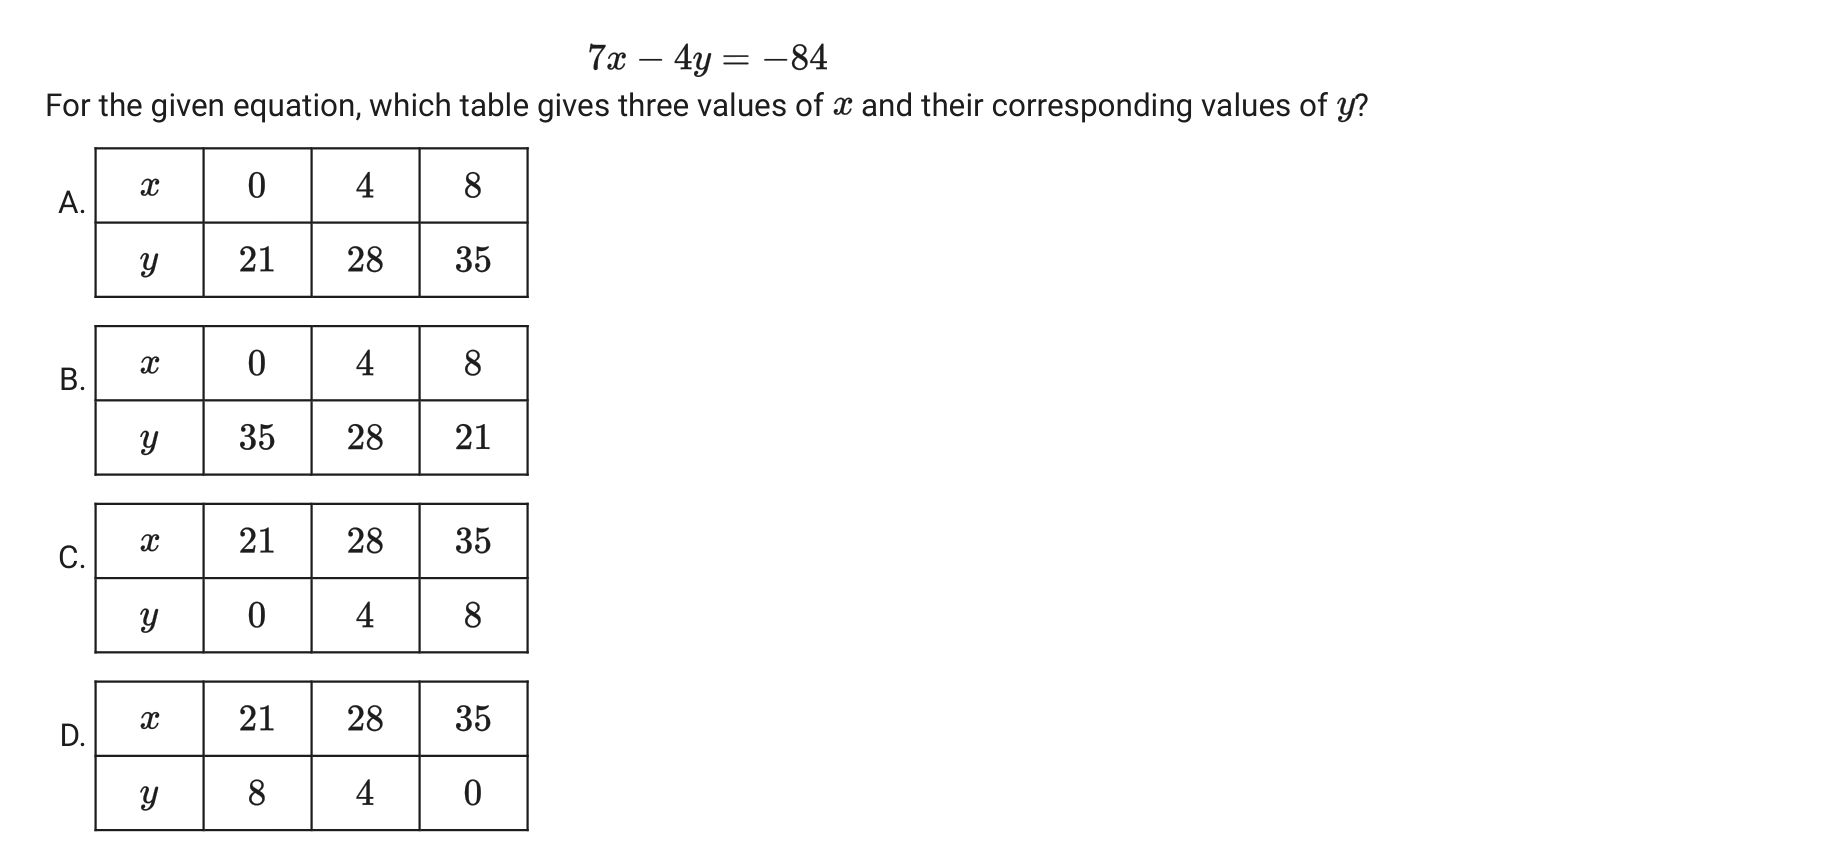 7x − 4y = −84
For the given equation, which table gives three values of x and their corresponding values of y?
A.
x 0 4 8
y 21 28 35
B.
x 0 4 8
y 35 28 21
C.
x 21 28 35
y 0 4 8
D.
x 21 28 35
y 8 4 0